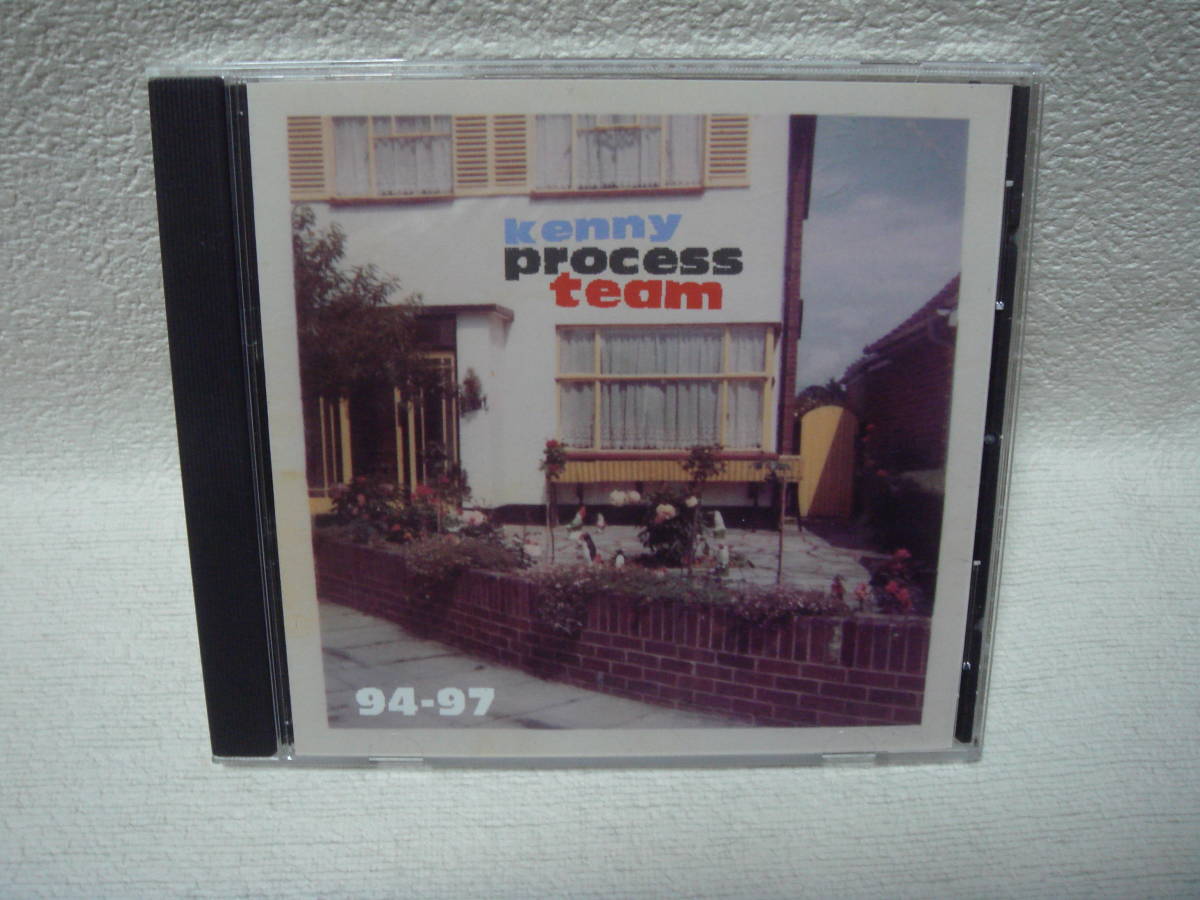 kenny
process
team
94-97